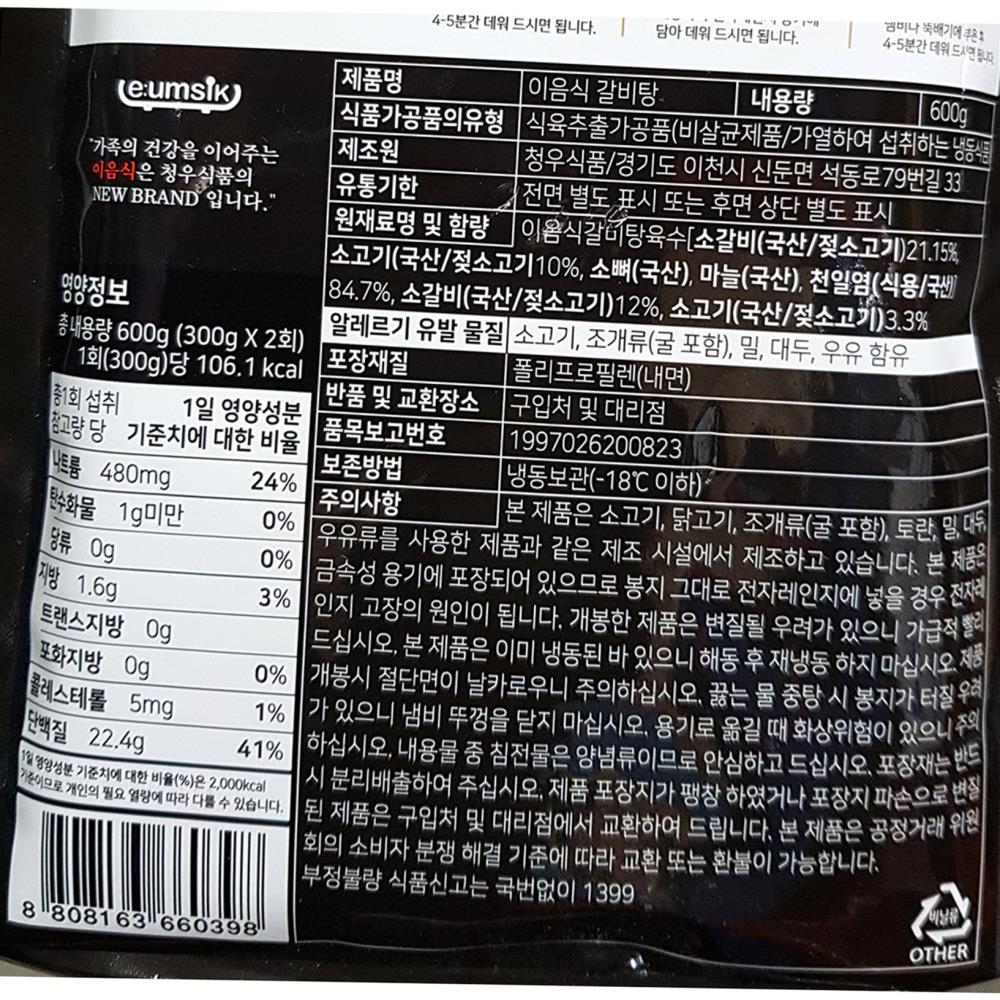 4-5분간 데워 드시면 됩니다.
담아 데워 드시면 됩니다.
냄비나 뚝배기에 부은 후
4-5분간 데워 드시면 됩니다.
e:umsik
"가족의 건강을 이어주는
이음식은 청우식품의
NEW BRAND 입니다."
제품명 이음식 갈비탕 내용량 600g
식품가공품의유형 식육추출가공품(비살균제품/가열하여 섭취하는 냉동식품)
제조원 청우식품/경기도 이천시 신둔면 석동로79번길 33
유통기한 전면 별도 표시 또는 후면 상단 별도 표시
원재료명 및 함량 이음식갈비탕육수[소갈비(국산/젖소고기)21.15%,
소고기(국산/젖소고기10%, 소뼈(국산), 마늘(국산), 천일염(식용/국산)]
84.7%, 소갈비(국산/젖소고기)12%, 소고기(국산/젖소고기)3.3%
알레르기 유발 물질 소고기, 조개류(굴 포함), 밀, 대두, 우유 함유
포장재질 폴리프로필렌(내면)
반품 및 교환장소 구입처 및 대리점
품목보고번호 1997026200823
보존방법 냉동보관(-18℃ 이하)
주의사항 본 제품은 소고기, 닭고기, 조개류(굴 포함), 토란, 밀, 대두,
우유류를 사용한 제품과 같은 제조 시설에서 제조하고 있습니다. 본 제품은
금속성 용기에 포장되어 있으므로 봉지 그대로 전자레인지에 넣을 경우 전자레
인지 고장의 원인이 됩니다. 개봉한 제품은 변질될 우려가 있으니 가급적 빨리
드십시오. 본 제품은 이미 냉동된 바 있으니 해동 후 재냉동 하지 마십시오. 제품
개봉시 절단면이 날카로우니 주의하십시오. 끓는 물 중탕 시 봉지가 터질 우려
가 있으니 냄비 뚜껑을 닫지 마십시오. 용기로 옮길 때 화상위험이 있으니 주의
하십시오. 내용물 중 침전물은 양념류이므로 안심하고 드십시오. 포장재는 반드
시 분리배출하여 주십시오. 제품 포장지가 팽창 하였거나 포장지 파손으로 변질
된 제품은 구입처 및 대리점에서 교환하여 드립니다. 본 제품은 공정거래 위원
회의 소비자 분쟁 해결 기준에 따라 교환 또는 환불이 가능합니다.
부정불량 식품신고는 국번없이 1399
영양정보
총 내용량 600g (300g X 2회)
1회(300g)당 106.1 kcal
총1회 섭취 참고량 당 1일 영양성분 기준치에 대한 비율
나트륨 480mg 24%
탄수화물 1g미만 0%
당류 0g 0%
지방 1.6g 3%
트랜스지방 0g
포화지방 0g 0%
콜레스테롤 5mg 1%
단백질 22.4g 41%
1일 영양성분 기준치에 대한 비율(%)은 2,000kcal
기준이므로 개인의 필요 열량에 따라 다를 수 있습니다.
8 808163 660398
비닐류
OTHER